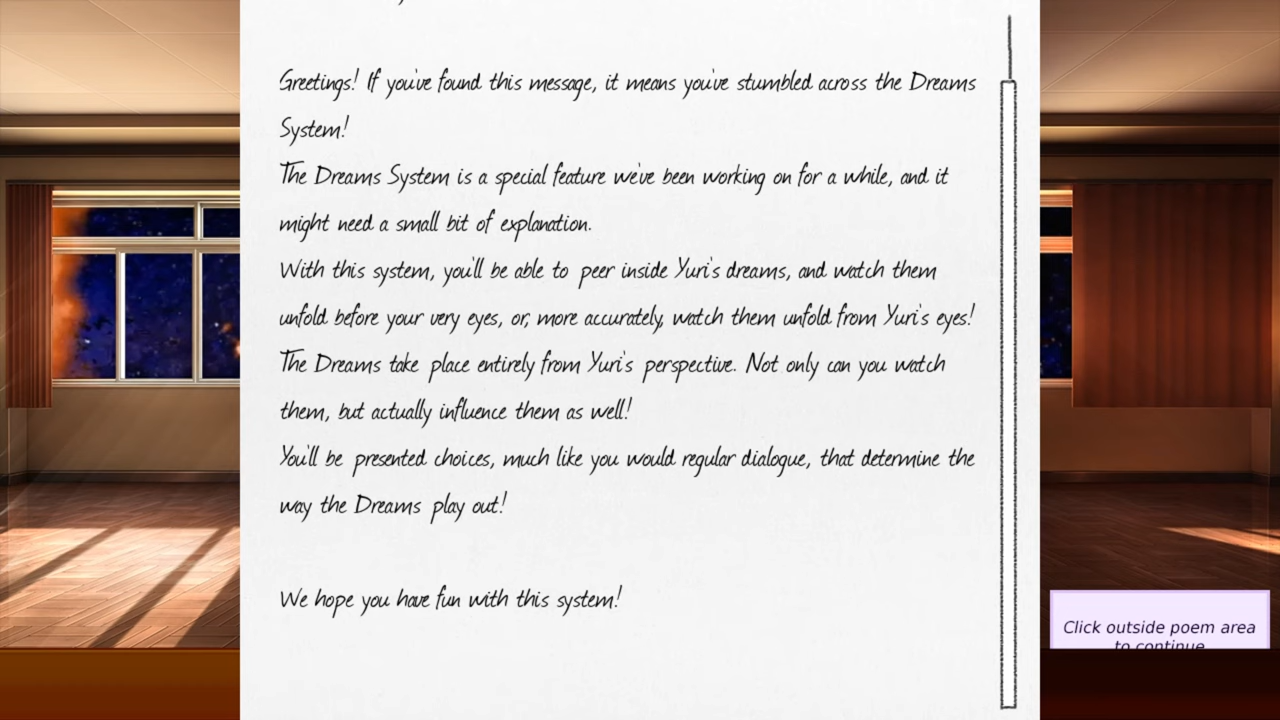 Greetings! If you've found this message, it means you've stumbled across the Dreams
System!
The Dreams System is a special feature we've been working on for a while, and it
might need a small bit of explanation.
With this system, you'll be able to peer inside Yuri's dreams, and watch them
unfold before your very eyes, or, more accurately, watch them unfold from Yuri's eyes!
The Dreams take place entirely from Yuri's perspective. Not only can you watch
them, but actually influence them as well!
You'll be presented choices, much like you would regular dialogue, that determine the
way the Dreams play out!
We hope you have fun with this system!
Click outside poem area
to continue